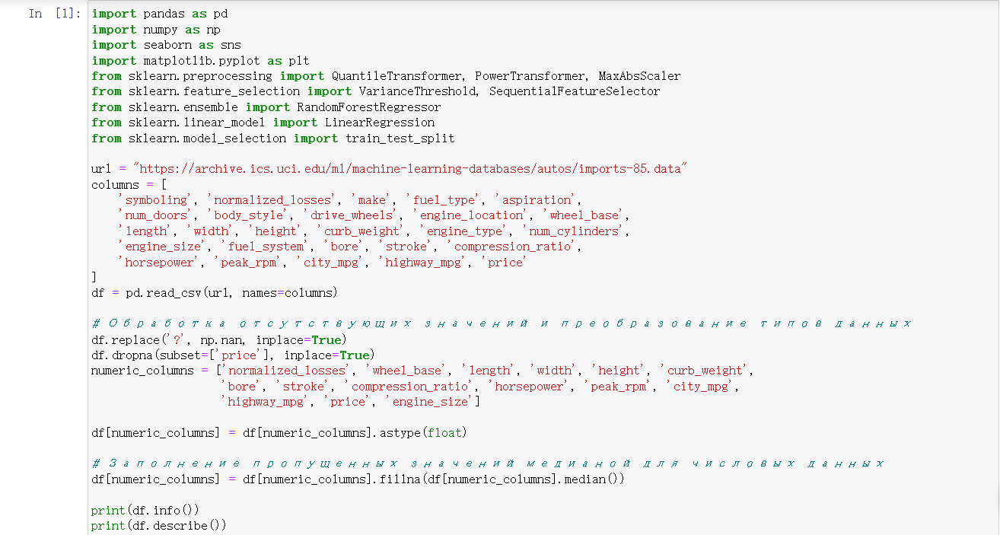 In [1]:
import pandas as pd
import numpy as np
import seaborn as sns
import matplotlib.pyplot as plt
from sklearn.preprocessing import QuantileTransformer, PowerTransformer, MaxAbsScaler
from sklearn.feature_selection import VarianceThreshold, SequentialFeatureSelector
from sklearn.ensemble import RandomForestRegressor
from sklearn.linear_model import LinearRegression
from sklearn.model_selection import train_test_split

url = "https://archive.ics.uci.edu/ml/machine-learning-databases/autos/imports-85.data"
columns = [
    'symboling', 'normalized_losses', 'make', 'fuel_type', 'aspiration',
    'num_doors', 'body_style', 'drive_wheels', 'engine_location', 'wheel_base',
    'length', 'width', 'height', 'curb_weight', 'engine_type', 'num_cylinders',
    'engine_size', 'fuel_system', 'bore', 'stroke', 'compression_ratio',
    'horsepower', 'peak_rpm', 'city_mpg', 'highway_mpg', 'price'
]
df = pd.read_csv(url, names=columns)

# Обработка отсутствующих значений и преобразование типов данных
df.replace('?', np.nan, inplace=True)
df.dropna(subset=['price'], inplace=True)
numeric_columns = ['normalized_losses', 'wheel_base', 'length', 'width', 'height', 'curb_weight',
                   'bore', 'stroke', 'compression_ratio', 'horsepower', 'peak_rpm', 'city_mpg',
                   'highway_mpg', 'price', 'engine_size']

df[numeric_columns] = df[numeric_columns].astype(float)

# Заполнение пропущенных значений медианой для числовых данных
df[numeric_columns] = df[numeric_columns].fillna(df[numeric_columns].median())

print(df.info())
print(df.describe())